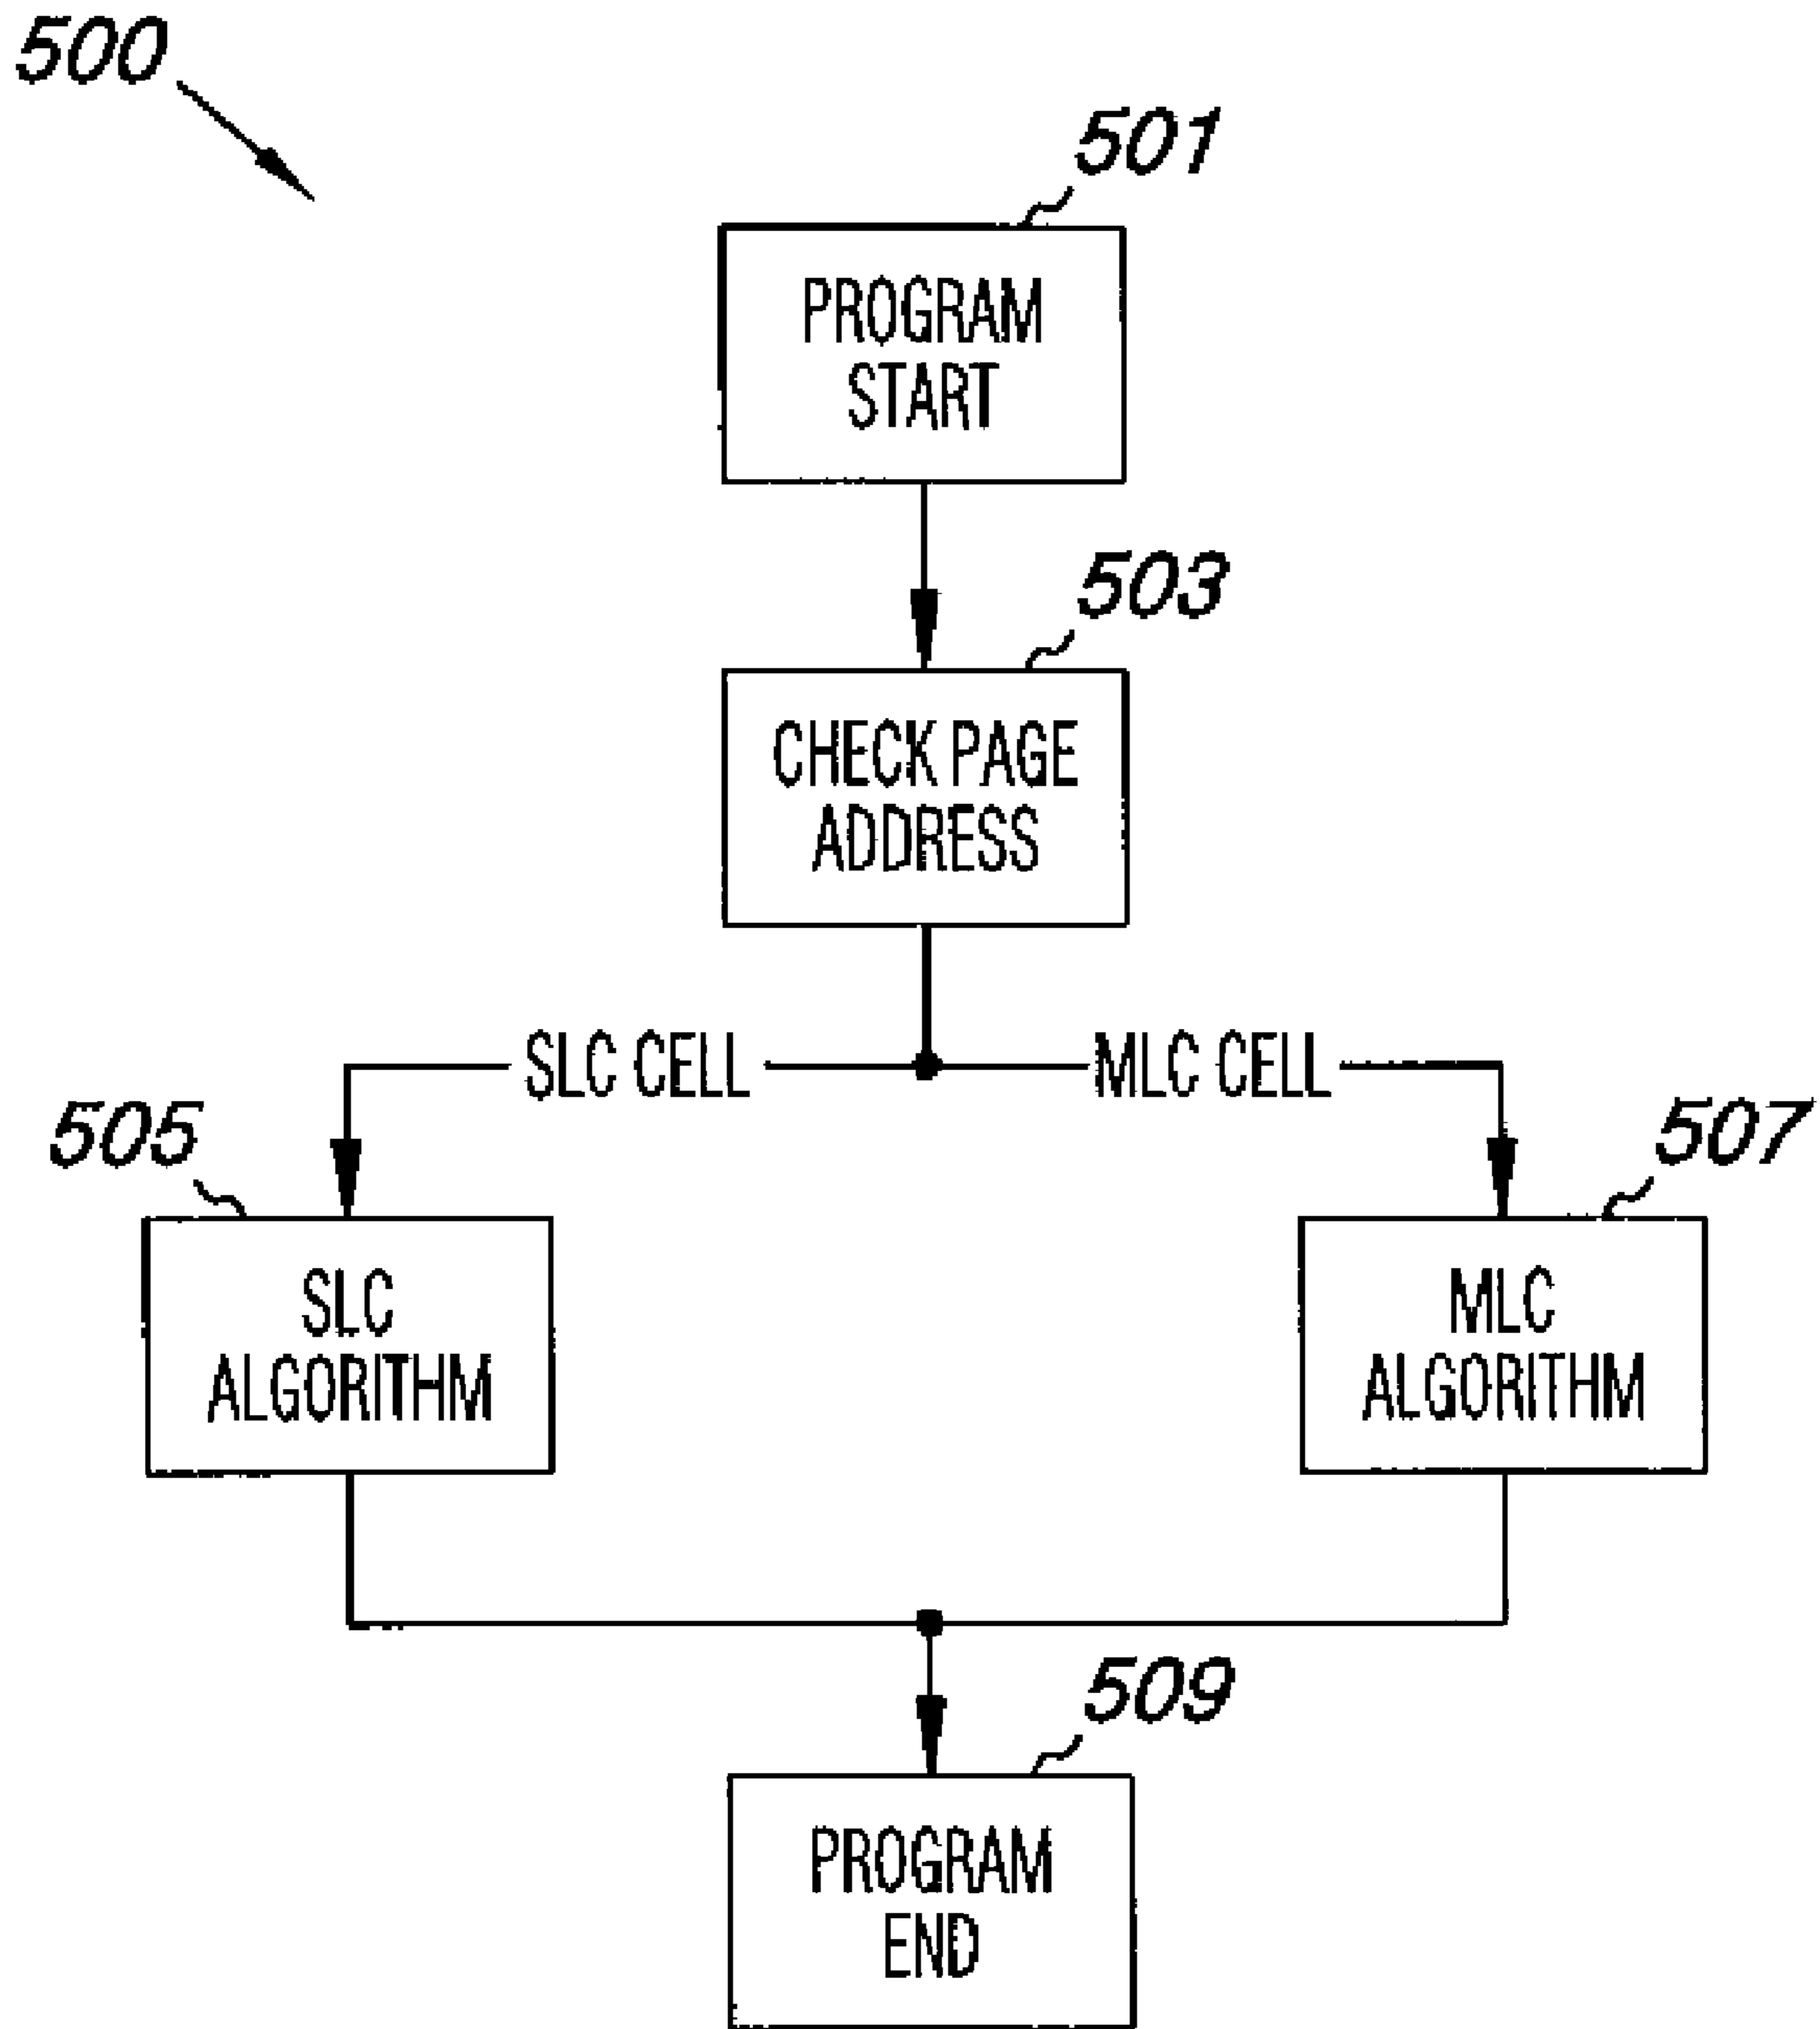 500
501
PROGRAM
START
503
CHECK PAGE
ADDRESS
SLC CELL
MLC CELL
505
507
SLC
ALGORITHM
MLC
ALGORITHM
509
PROGRAM
END